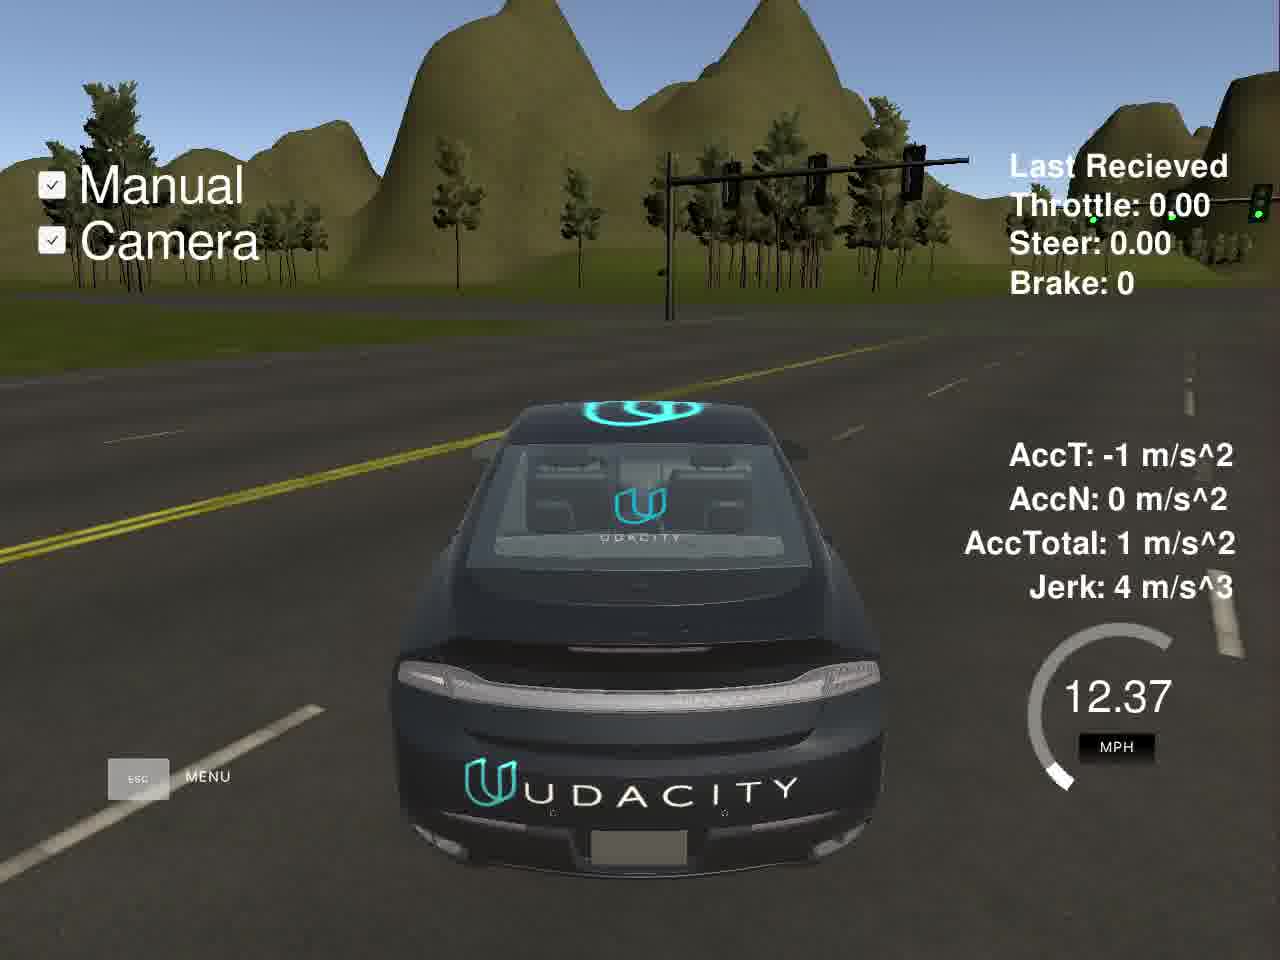 Manual
Camera
Last Recieved
Throttle: 0.00
Steer: 0.00
Brake: 0
AccT: -1 m/s^2
AccN: 0 m/s^2
AccTotal: 1 m/s^2
Jerk: 4 m/s^3
12.37
MPH
UDACITY
ESC MENU
UDACITY